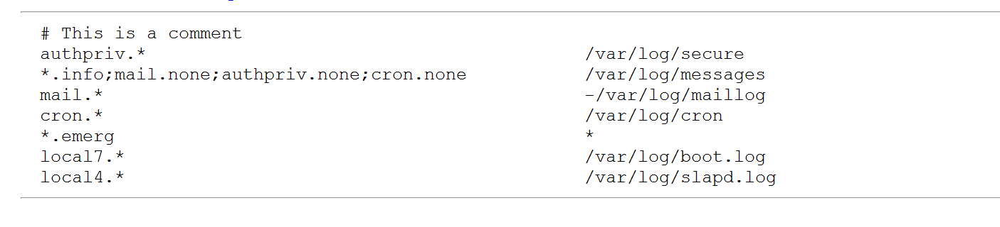 # This is a comment
authpriv.* /var/log/secure
*.info;mail.none;authpriv.none;cron.none /var/log/messages
mail.* -/var/log/maillog
cron.* /var/log/cron
*.emerg *
local7.* /var/log/boot.log
local4.* /var/log/slapd.log